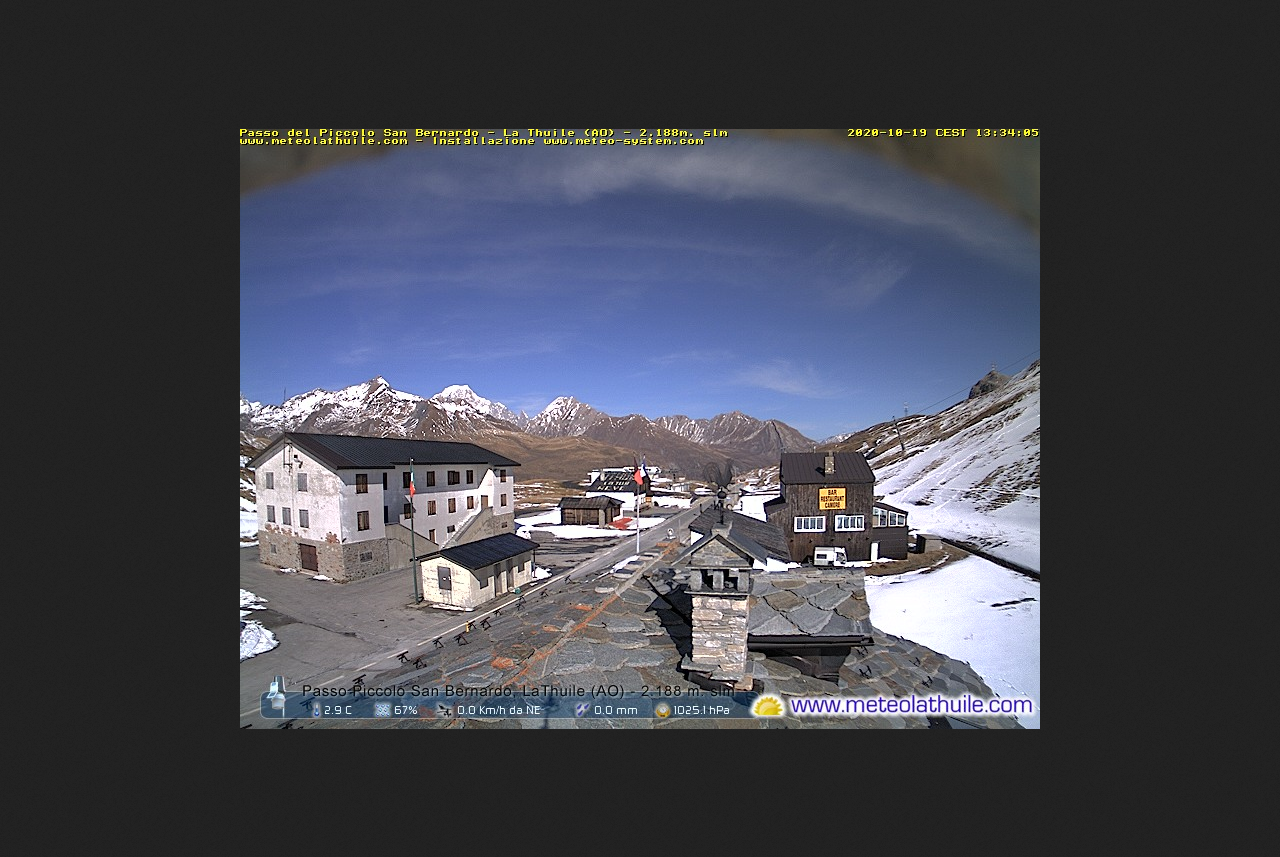 Passo del Piccolo San Bernardo - La Thuile (AO) - 2.188m. slm 2020-10-19 CEST 13:34:05
www.meteolathuile.com - Installazione www.meteo-system.com
BAR
RESTAURANT
CAMERE
Passo Piccolo San Bernardo, LaThuile (AO) - 2.188 m. slm
2.9 C 67% 0.0 Km/h da NE 0.0 mm 1025.1 hPa www.meteolathuile.com